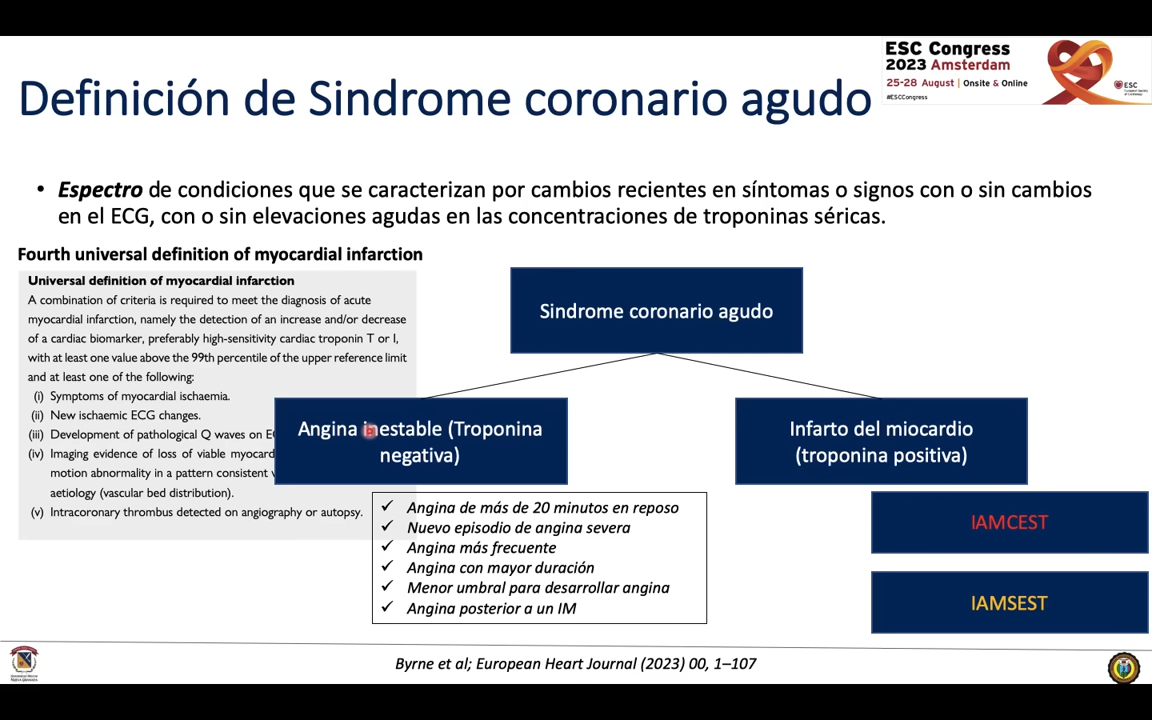 ESC Congress
2023 Amsterdam
25-28 August | Onsite & Online
#ESCCongress
ESC
Definición de Sindrome coronario agudo
• Espectro de condiciones que se caracterizan por cambios recientes en síntomas o signos con o sin cambios
en el ECG, con o sin elevaciones agudas en las concentraciones de troponinas séricas.
Fourth universal definition of myocardial infarction
Universal definition of myocardial infarction
A combination of criteria is required to meet the diagnosis of acute
myocardial infarction, namely the detection of an increase and/or decrease
of a cardiac biomarker, preferably high-sensitivity cardiac troponin T or I,
with at least one value above the 99th percentile of the upper reference limit
and at least one of the following:
(i) Symptoms of myocardial ischaemia.
(ii) New ischaemic ECG changes.
(iii) Development of pathological Q waves on
(iv) Imaging evidence of loss of viable myocard
motion abnormality in a pattern consistent
aetiology (vascular bed distribution).
(v) Intracoronary thrombus detected on angiography or autopsy.
Sindrome coronario agudo
Angina inestable (Troponina
negativa)
Infarto del miocardio
(troponina positiva)
✓ Angina de más de 20 minutos en reposo
✓ Nuevo episodio de angina severa
✓ Angina más frecuente
✓ Angina con mayor duración
✓ Menor umbral para desarrollar angina
✓ Angina posterior a un IM
IAMCEST
IAMSEST
Byrne et al; European Heart Journal (2023) 00, 1–107